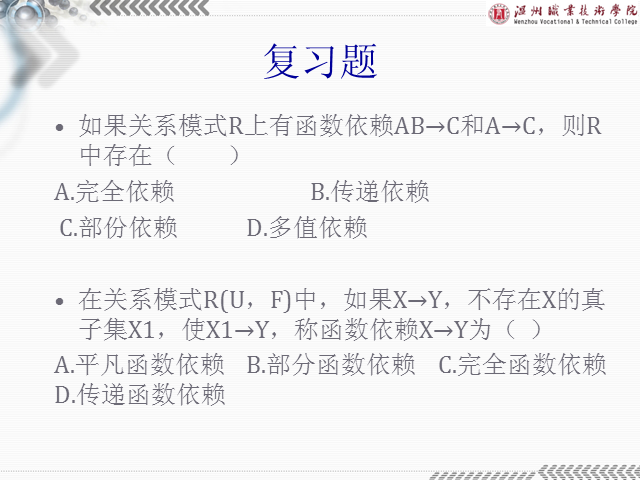 温州职业技术学院
Wenzhou Vocational & Technical College
复习题
• 如果关系模式R上有函数依赖AB→C和A→C，则R
中存在（ ）
A.完全依赖 B.传递依赖
C.部份依赖 D.多值依赖
• 在关系模式R(U，F)中，如果X→Y，不存在X的真
子集X1，使X1→Y，称函数依赖X→Y为（ ）
A.平凡函数依赖 B.部分函数依赖 C.完全函数依赖
D.传递函数依赖